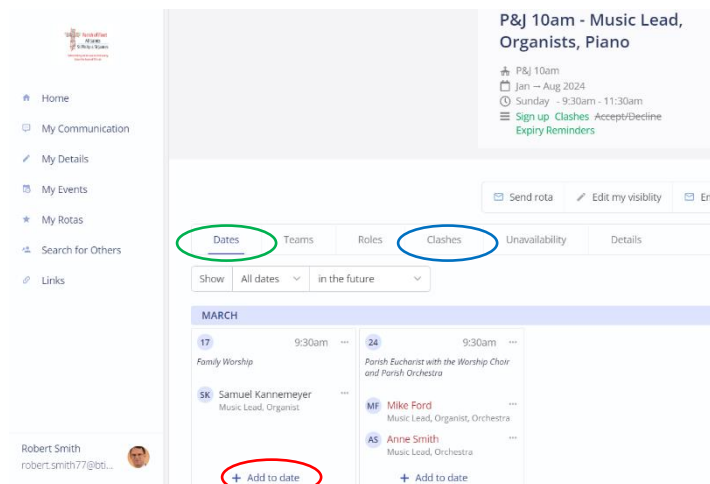 P&J 10am - Music Lead,
Organists, Piano
P&J 10am
Jan — Aug 2024
Sunday - 9:30am - 11:30am
Sign up Clashes Accept/Decline
Expiry Reminders
Home
My Communication
My Details
My Events
My Rotas
Search for Others
Links
Send rota Edit my visiblity
Dates Teams Roles Clashes Unavailability Details
Show All dates in the future
MARCH
17 9:30am ...
Family Worship
SK Samuel Kannemeyer ...
Music Lead, Organist
+ Add to date
24 9:30am ...
Parish Eucharist with the Worship Choir
and Parish Orchestra
MF Mike Ford ...
Music Lead, Organist, Orchestra
AS Anne Smith ...
Music Lead, Orchestra
+ Add to date
Robert Smith
robert.smith77@bti...